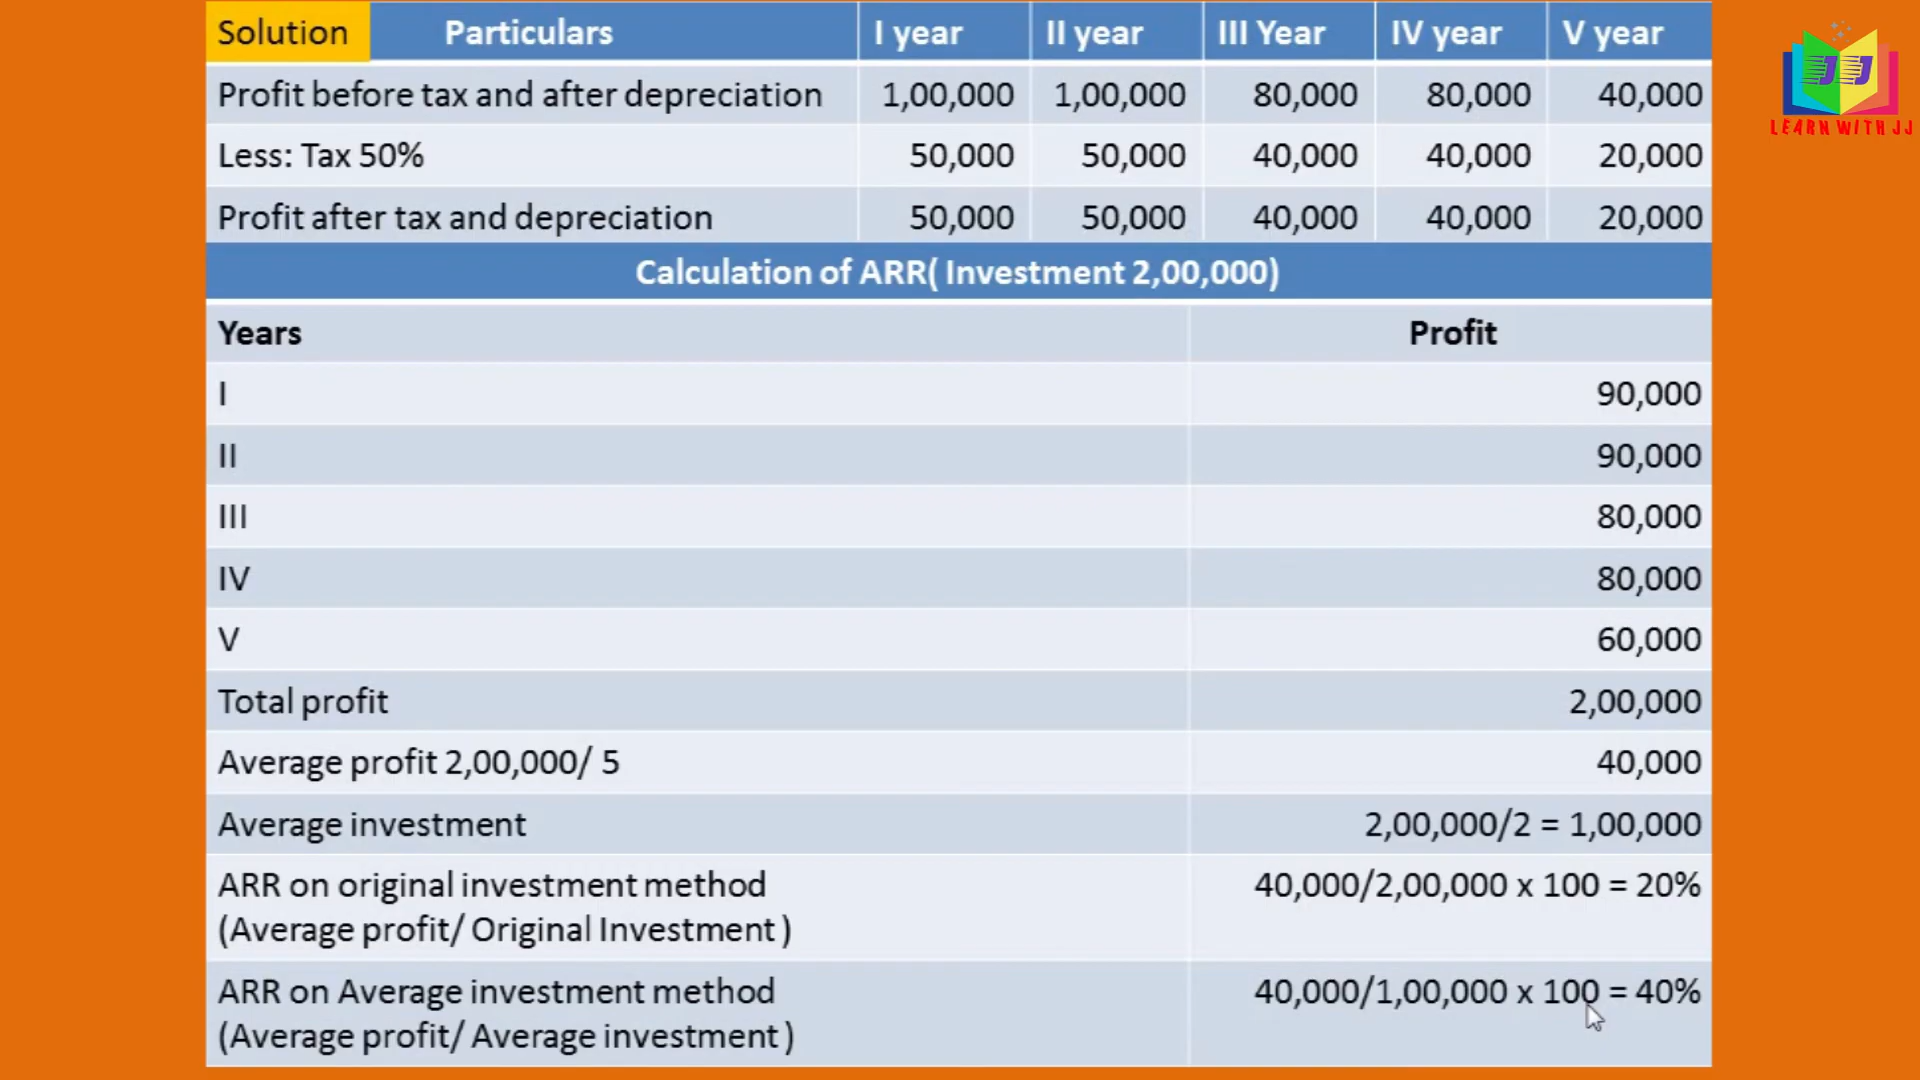 Solution Particulars I year II year III Year IV year V year
Profit before tax and after depreciation 1,00,000 1,00,000 80,000 80,000 40,000
Less: Tax 50% 50,000 50,000 40,000 40,000 20,000
Profit after tax and depreciation 50,000 50,000 40,000 40,000 20,000
Calculation of ARR( Investment 2,00,000)
Years Profit
I 90,000
II 90,000
III 80,000
IV 80,000
V 60,000
Total profit 2,00,000
Average profit 2,00,000/ 5 40,000
Average investment 2,00,000/2 = 1,00,000
ARR on original investment method 40,000/2,00,000 x 100 = 20%
(Average profit/ Original Investment )
ARR on Average investment method 40,000/1,00,000 x 100 = 40%
(Average profit/ Average investment )
JJ
LEARN WITH JJ